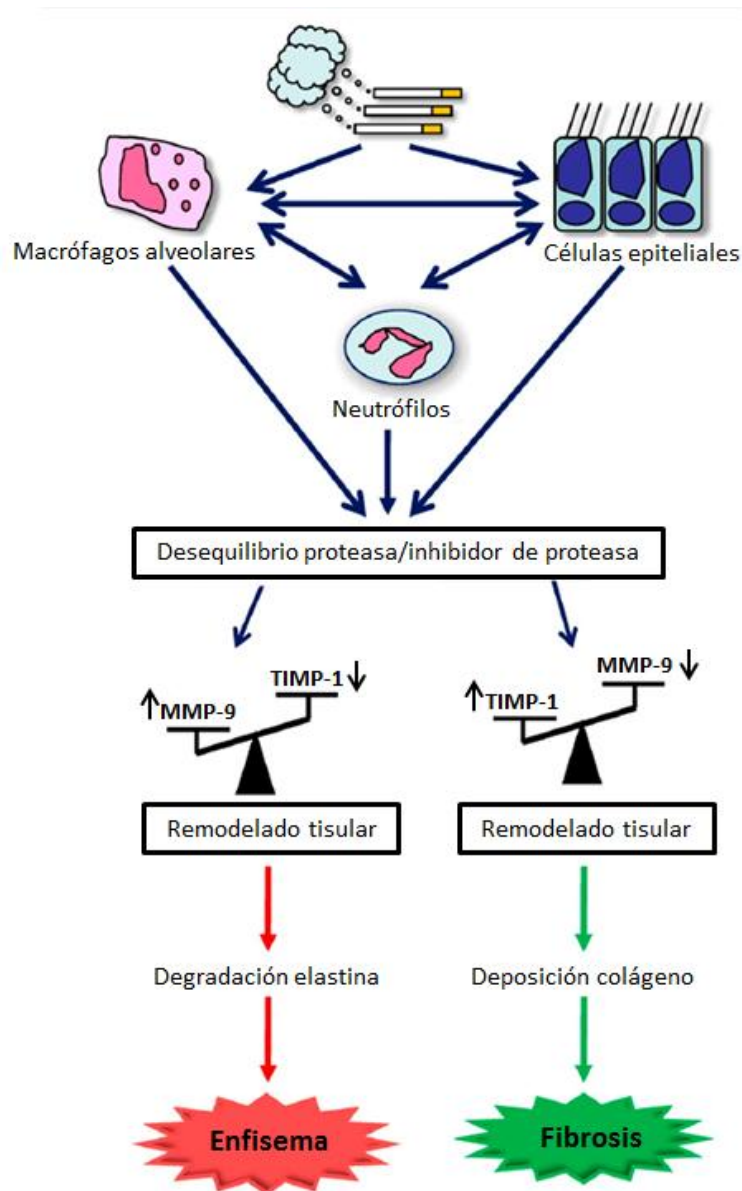 Macrófagos alveolares
Células epiteliales
Neutrófilos
Desequilibrio proteasa/inhibidor de proteasa
TIMP-1↓
↑MMP-9
MMP-9↓
↑TIMP-1
Remodelado tisular
Remodelado tisular
Degradación elastina
Deposición colágeno
Enfisema
Fibrosis